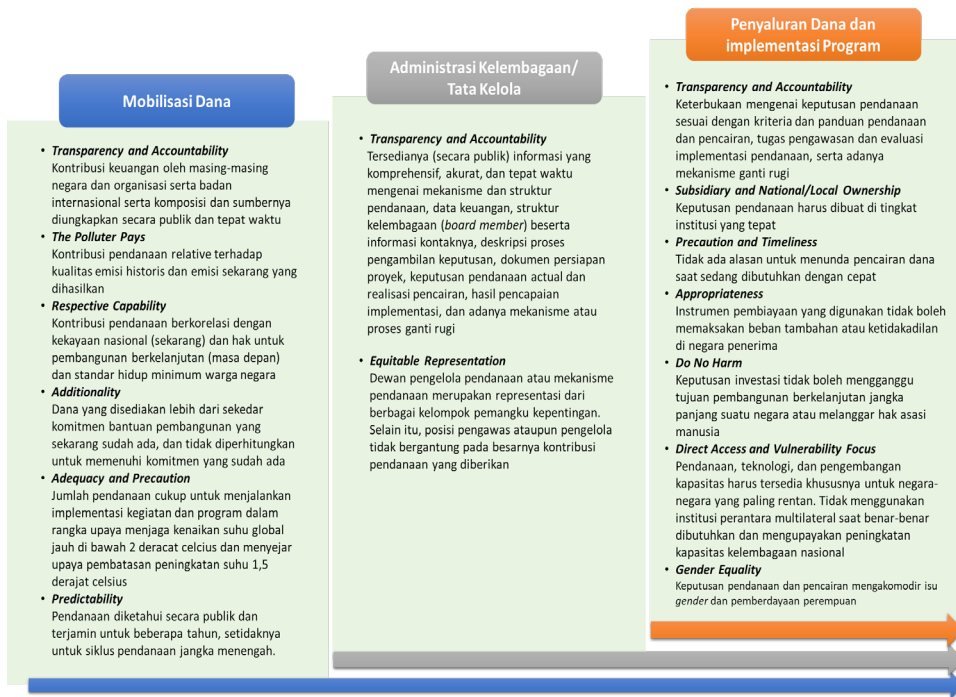 Mobilisasi Dana
• Transparency and Accountability
Kontribusi keuangan oleh masing-masing
negara dan organisasi serta badan
internasional serta komposisi dan sumbernya
diungkapkan secara publik dan tepat waktu
• The Polluter Pays
Kontribusi pendanaan relative terhadap
kualitas emisi historis dan emisi sekarang yang
dihasilkan
• Respective Capability
Kontribusi pendanaan berkorelasi dengan
kekayaan nasional (sekarang) dan hak untuk
pembangunan berkelanjutan (masa depan)
dan standar hidup minimum warga negara
• Additionality
Dana yang disediakan lebih dari sekedar
komitmen bantuan pembangunan yang
sekarang sudah ada, dan tidak diperhitungkan
untuk memenuhi komitmen yang sudah ada
• Adequacy and Precaution
Jumlah pendanaan cukup untuk menjalankan
implementasi kegiatan dan program dalam
rangka upaya menjaga kenaikan suhu global
jauh di bawah 2 deracat celcius dan menyejar
upaya pembatasan peningkatan suhu 1,5
derajat celsius
• Predictability
Pendanaan diketahui secara publik dan
terjamin untuk beberapa tahun, setidaknya
untuk siklus pendanaan jangka menengah.
Administrasi Kelembagaan/
Tata Kelola
• Transparency and Accountability
Tersedianya (secara publik) informasi yang
komprehensif, akurat, dan tepat waktu
mengenai mekanisme dan struktur
pendanaan, data keuangan, struktur
kelembagaan (board member) beserta
informasi kontaknya, deskripsi proses
pengambilan keputusan, dokumen persiapan
proyek, keputusan pendanaan actual dan
realisasi pencairan, hasil pencapaian
implementasi, dan adanya mekanisme atau
proses ganti rugi
• Equitable Representation
Dewan pengelola pendanaan atau mekanisme
pendanaan merupakan representasi dari
berbagai kelompok pemangku kepentingan.
Selain itu, posisi pengawas ataupun pengelola
tidak bergantung pada besarnya kontribusi
pendanaan yang diberikan
Penyaluran Dana dan
implementasi Program
• Transparency and Accountability
Keterbukaan mengenai keputusan pendanaan
sesuai dengan kriteria dan panduan pendanaan
dan pencairan, tugas pengawasan dan evaluasi
implementasi pendanaan, serta adanya
mekanisme ganti rugi
• Subsidiary and National/Local Ownership
Keputusan pendanaan harus dibuat di tingkat
institusi yang tepat
• Precaution and Timeliness
Tidak ada alasan untuk menunda pencairan dana
saat sedang dibutuhkan dengan cepat
• Appropriateness
Instrumen pembiayaan yang digunakan tidak boleh
memaksakan beban tambahan atau ketidakadilan
di negara penerima
• Do No Harm
Keputusan investasi tidak boleh mengganggu
tujuan pembangunan berkelanjutan jangka
panjang suatu negara atau melanggar hak asasi
manusia
• Direct Access and Vulnerability Focus
Pendanaan, teknologi, dan pengembangan
kapasitas harus tersedia khususnya untuk negara-
negara yang paling rentan. Tidak menggunakan
institusi perantara multilateral saat benar-benar
dibutuhkan dan mengupayakan peningkatan
kapasitas kelembagaan nasional
• Gender Equality
Keputusan pendanaan dan pencairan mengakomodir isu
gender dan pemberdayaan perempuan